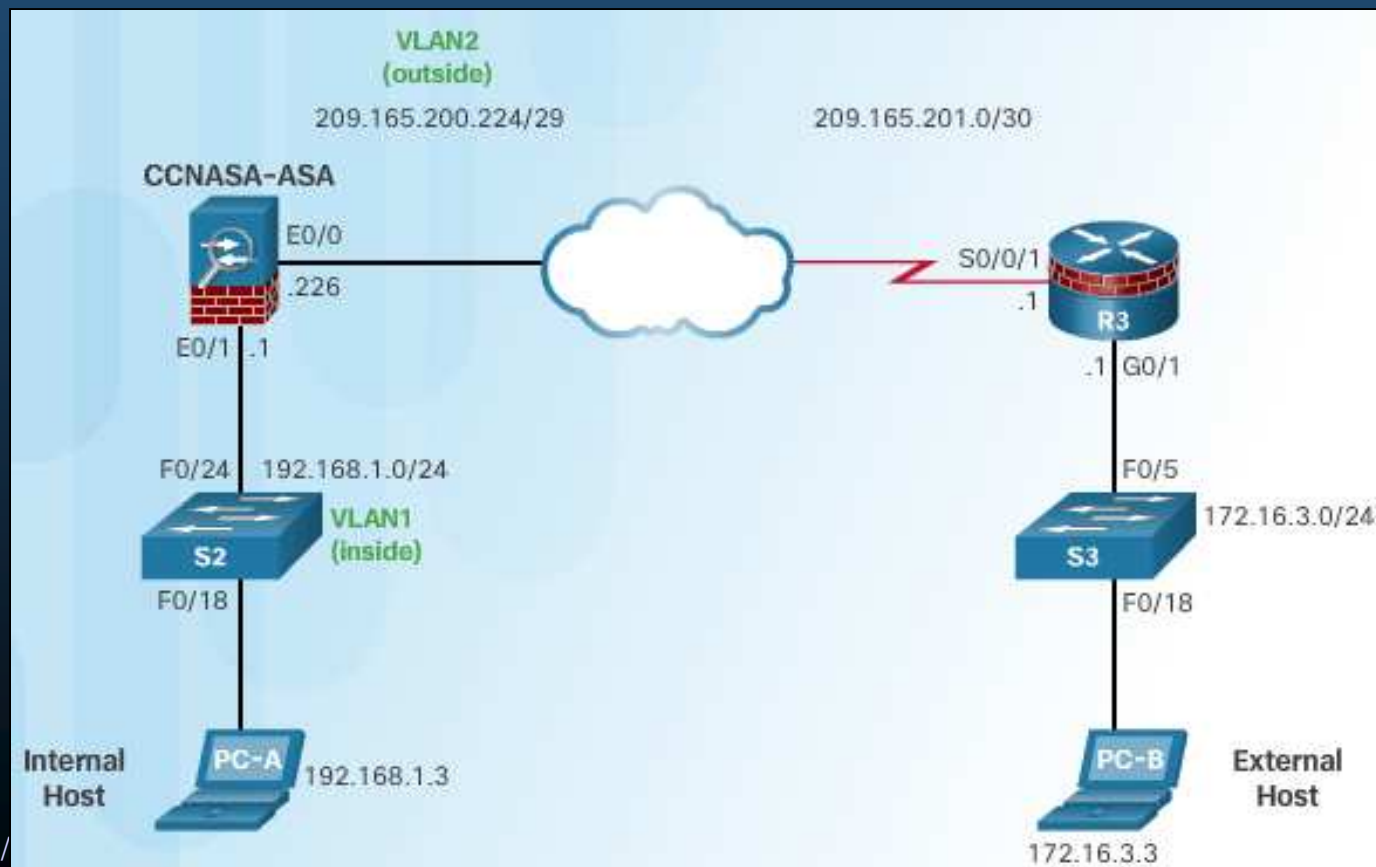 VLAN2
(outside)
209.165.200.224/29
209.165.201.0/30
CCNASA-ASA
E0/0
.226
E0/1
.1
S0/0/1
.1
R3
.1
G0/1
F0/24
192.168.1.0/24
VLAN1
(inside)
S2
F0/18
F0/5
172.16.3.0/24
S3
F0/18
Internal
Host
PC-A
192.168.1.3
PC-B
External
Host
172.16.3.3
/